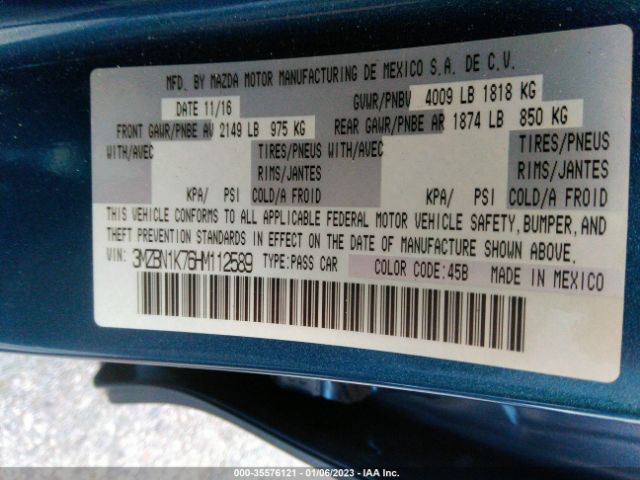 MFD. BY MAZDA MOTOR MANUFACTURING DE MEXICO S.A. DE C.V.
DATE 11/16 GVWR/PNBV 4009 LB 1818 KG
FRONT GAWR/PNBE AV 2149 LB 975 KG REAR GAWR/PNBE AR 1874 LB 850 KG
WITH/AVEC TIRES/PNEUS WITH/AVEC TIRES/PNEUS
RIMS/JANTES RIMS/JANTES
KPA/ PSI COLD/A FROID KPA/ PSI COLD/A FROID
THIS VEHICLE CONFORMS TO ALL APPLICABLE FEDERAL MOTOR VEHICLE SAFETY, BUMPER, AND
THEFT PREVENTION STANDARDS IN EFFECT ON THE DATE OF MANUFACTURE SHOWN ABOVE.
VIN: 3MZBN1K76HM112589 TYPE:PASS CAR COLOR CODE:45B MADE IN MEXICO
000-35576121 - 01/06/2023 - IAA Inc.